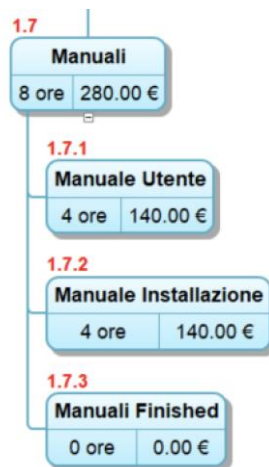 1.7
Manuali
8 ore 280.00 €
1.7.1
Manuale Utente
4 ore 140.00 €
1.7.2
Manuale Installazione
4 ore 140.00 €
1.7.3
Manuali Finished
0 ore 0.00 €